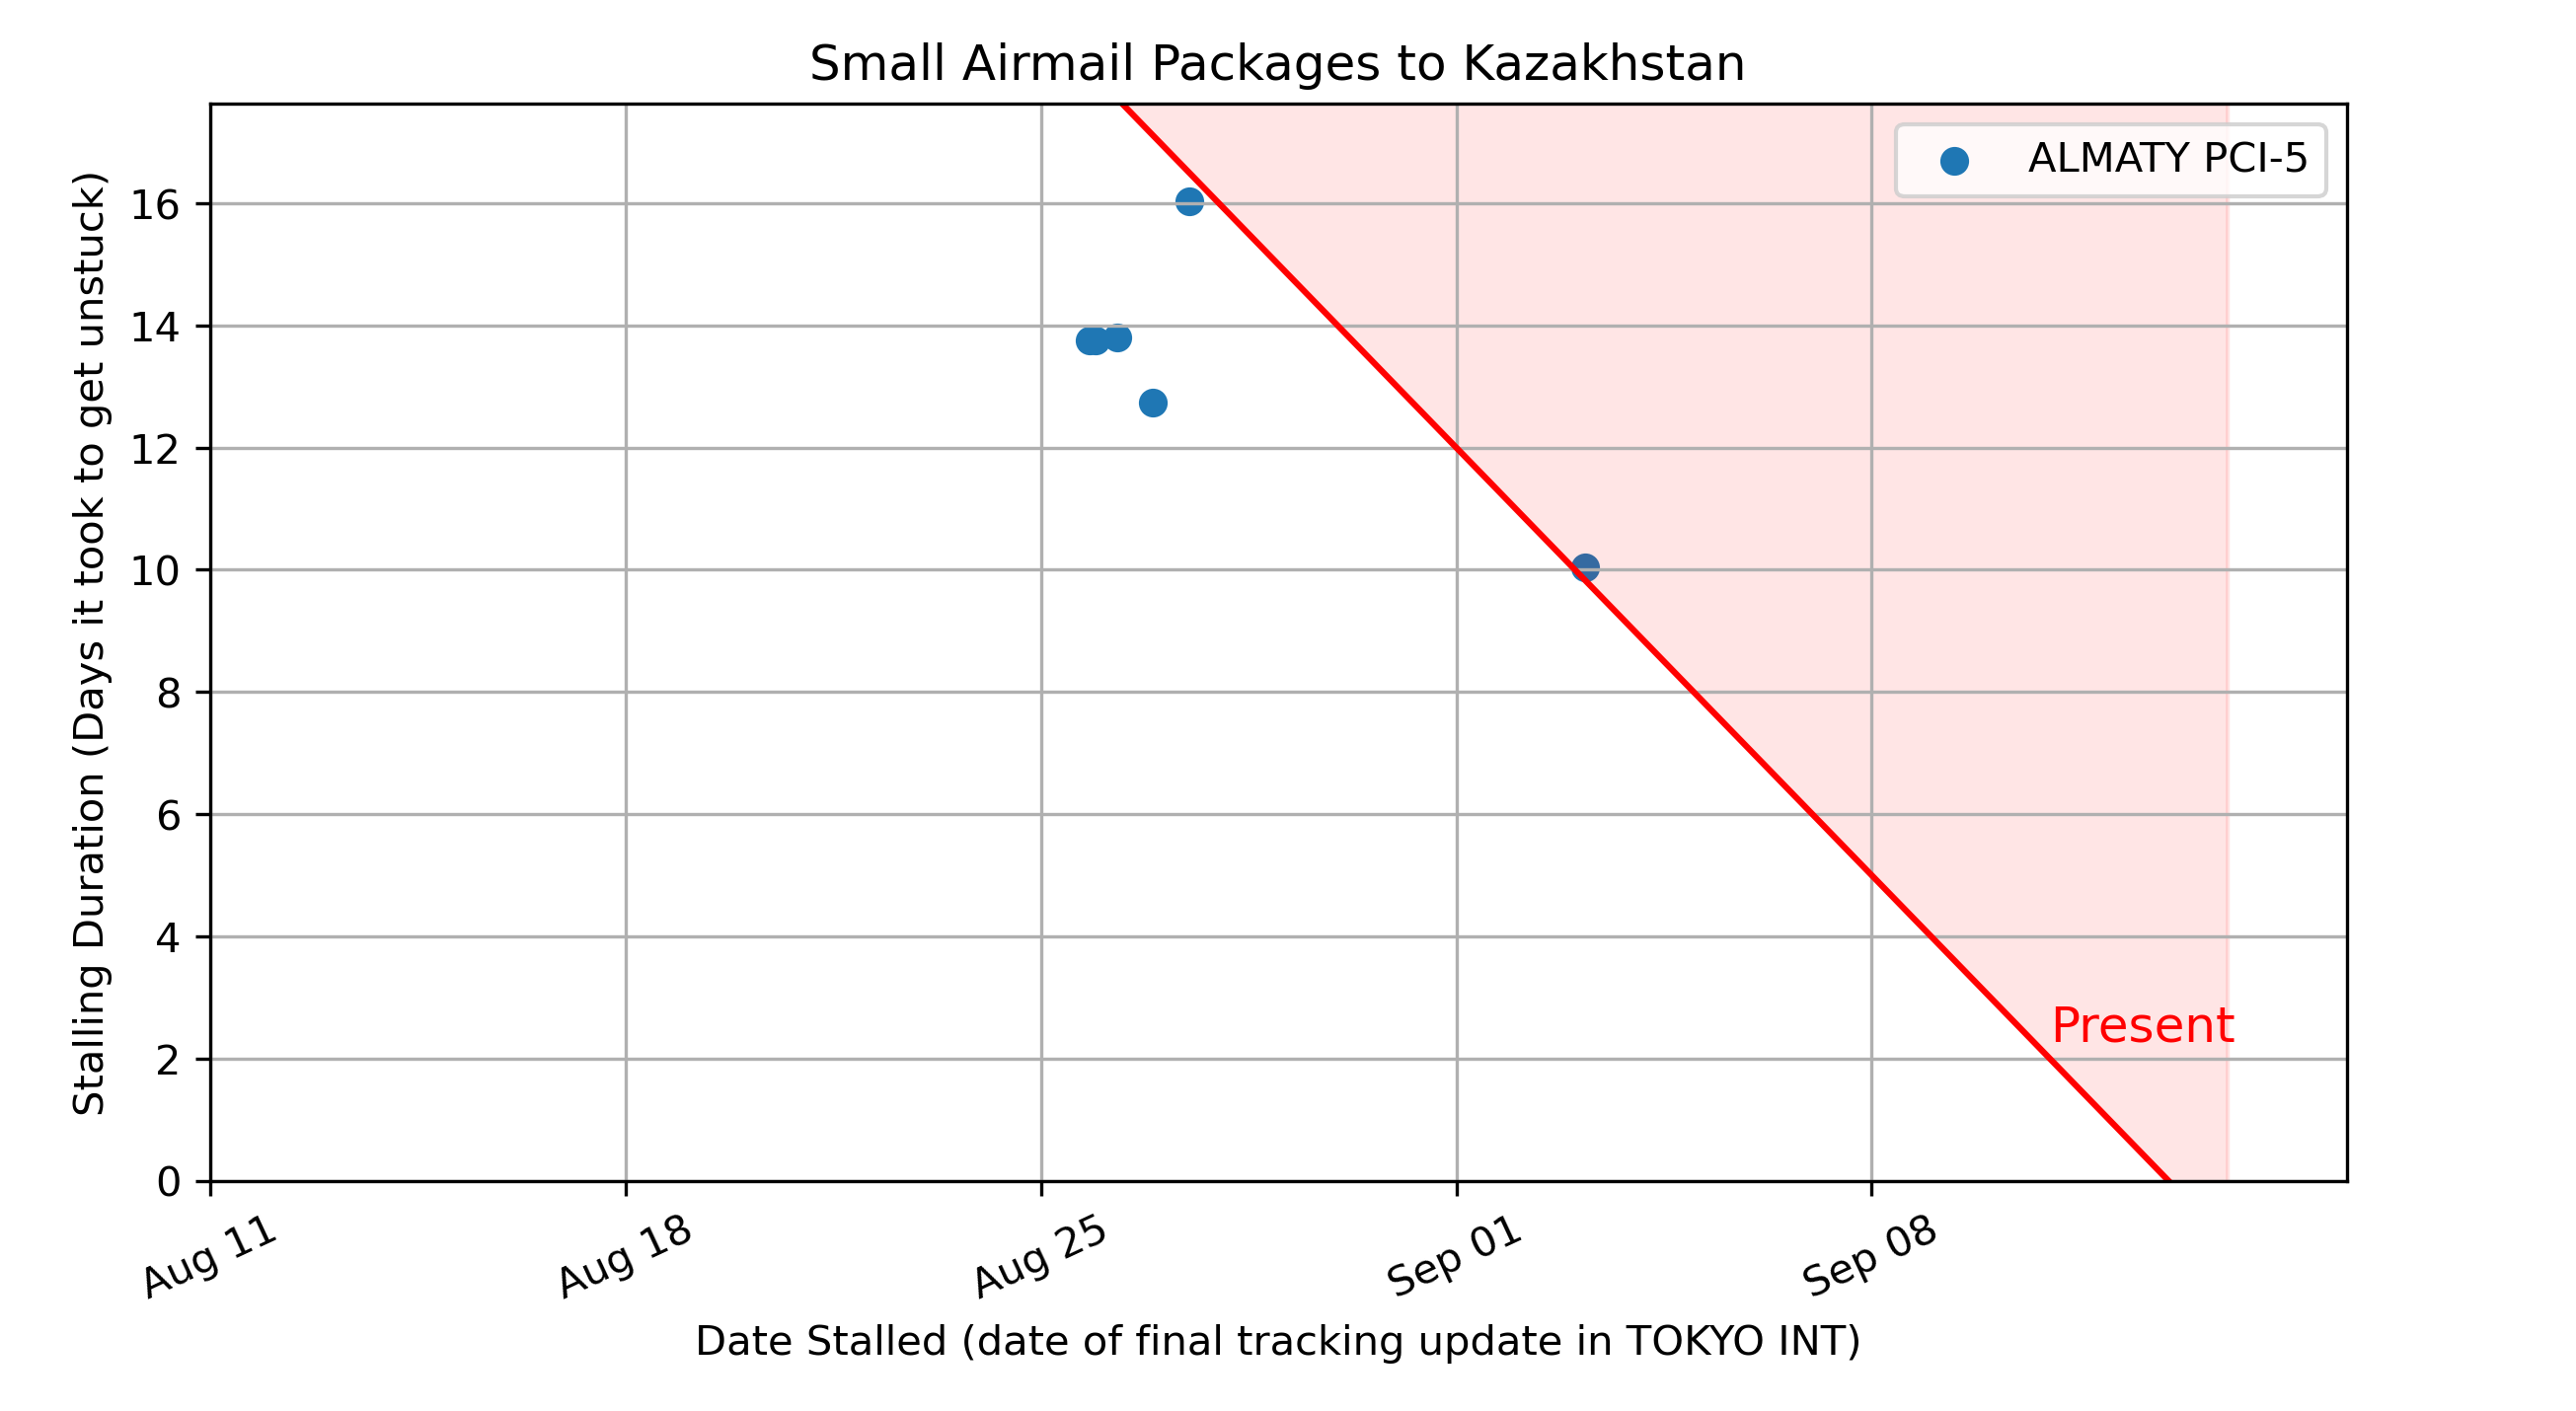 Small Airmail Packages to Kazakhstan
ALMATY PCI-5
Stalling Duration (Days it took to get unstuck)
16
14
12
10
8
6
4
2
0
Present
Aug 11
Aug 18
Aug 25
Sep 01
Sep 08
Date Stalled (date of final tracking update in TOKYO INT)